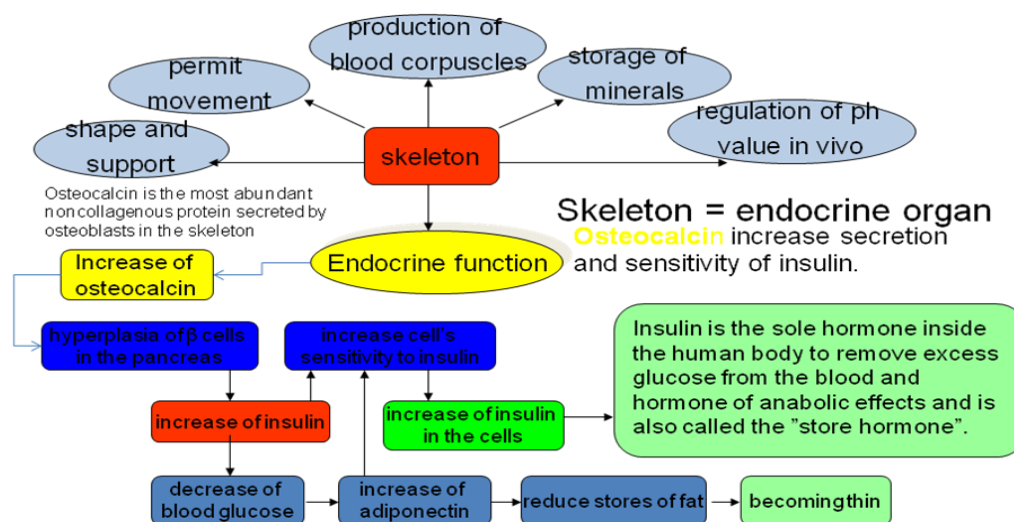 production of
blood corpuscles
permit
movement
storage of
minerals
shape and
support
skeleton
regulation of ph
value in vivo
Osteocalcin is the most abundant
noncollagenous protein secreted by
osteoblasts in the skeleton
Skeleton = endocrine organ
Osteocalcin increase secretion
and sensitivity of insulin.
Increase of
osteocalcin
Endocrine function
hyperplasia of β cells
in the pancreas
increase cell's
sensitivity to insulin
Insulin is the sole hormone inside
the human body to remove excess
glucose from the blood and
hormone of anabolic effects and is
also called the "store hormone".
increase of insulin
increase of insulin
in the cells
decrease of
blood glucose
increase of
adiponectin
reduce stores of fat
becoming thin